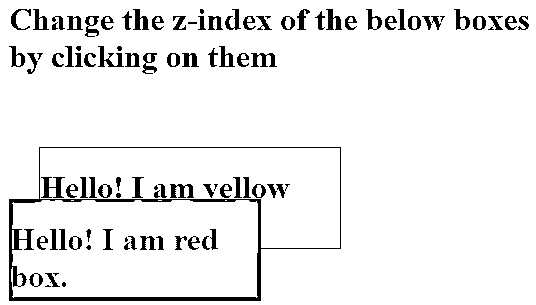 Change the z-index of the below boxes
by clicking on them
Hello! I am yellow
Hello! I am red
box.